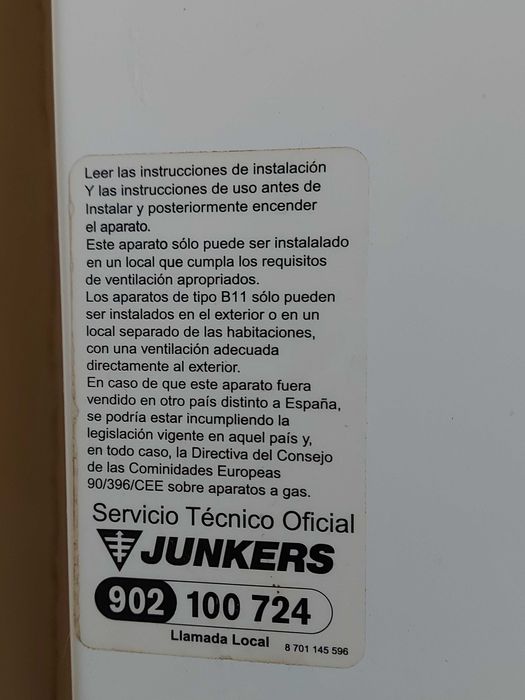 Leer las instrucciones de instalación
Y las instrucciones de uso antes de
Instalar y posteriormente encender
el aparato.
Este aparato sólo puede ser instalalado
en un local que cumpla los requisitos
de ventilación apropriados.
Los aparatos de tipo B11 sólo pueden
ser instalados en el exterior o en un
local separado de las habitaciones,
con una ventilación adecuada
directamente al exterior.
En caso de que este aparato fuera
vendido en otro país distinto a España,
se podría estar incumpliendo la
legislación vigente en aquel país y,
en todo caso, la Directiva del Consejo
de las Cominidades Europeas
90/396/CEE sobre aparatos a gas.
Servicio Técnico Oficial
JUNKERS
902 100 724
Llamada Local
8 701 145 596